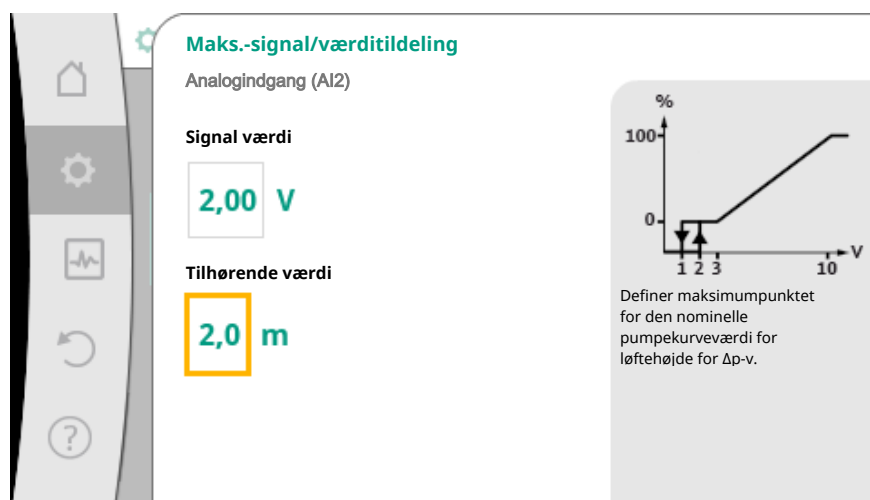 Maks.-signal/værditildeling
Analogindgang (AI2)
Signal værdi
2,00 V
Tilhørende værdi
2,0 m
%
100
0
1 2 3 10 V
Definer maksimumpunktet
for den nominelle
pumpekurveværdi for
løftehøjde for Δp-v.
?